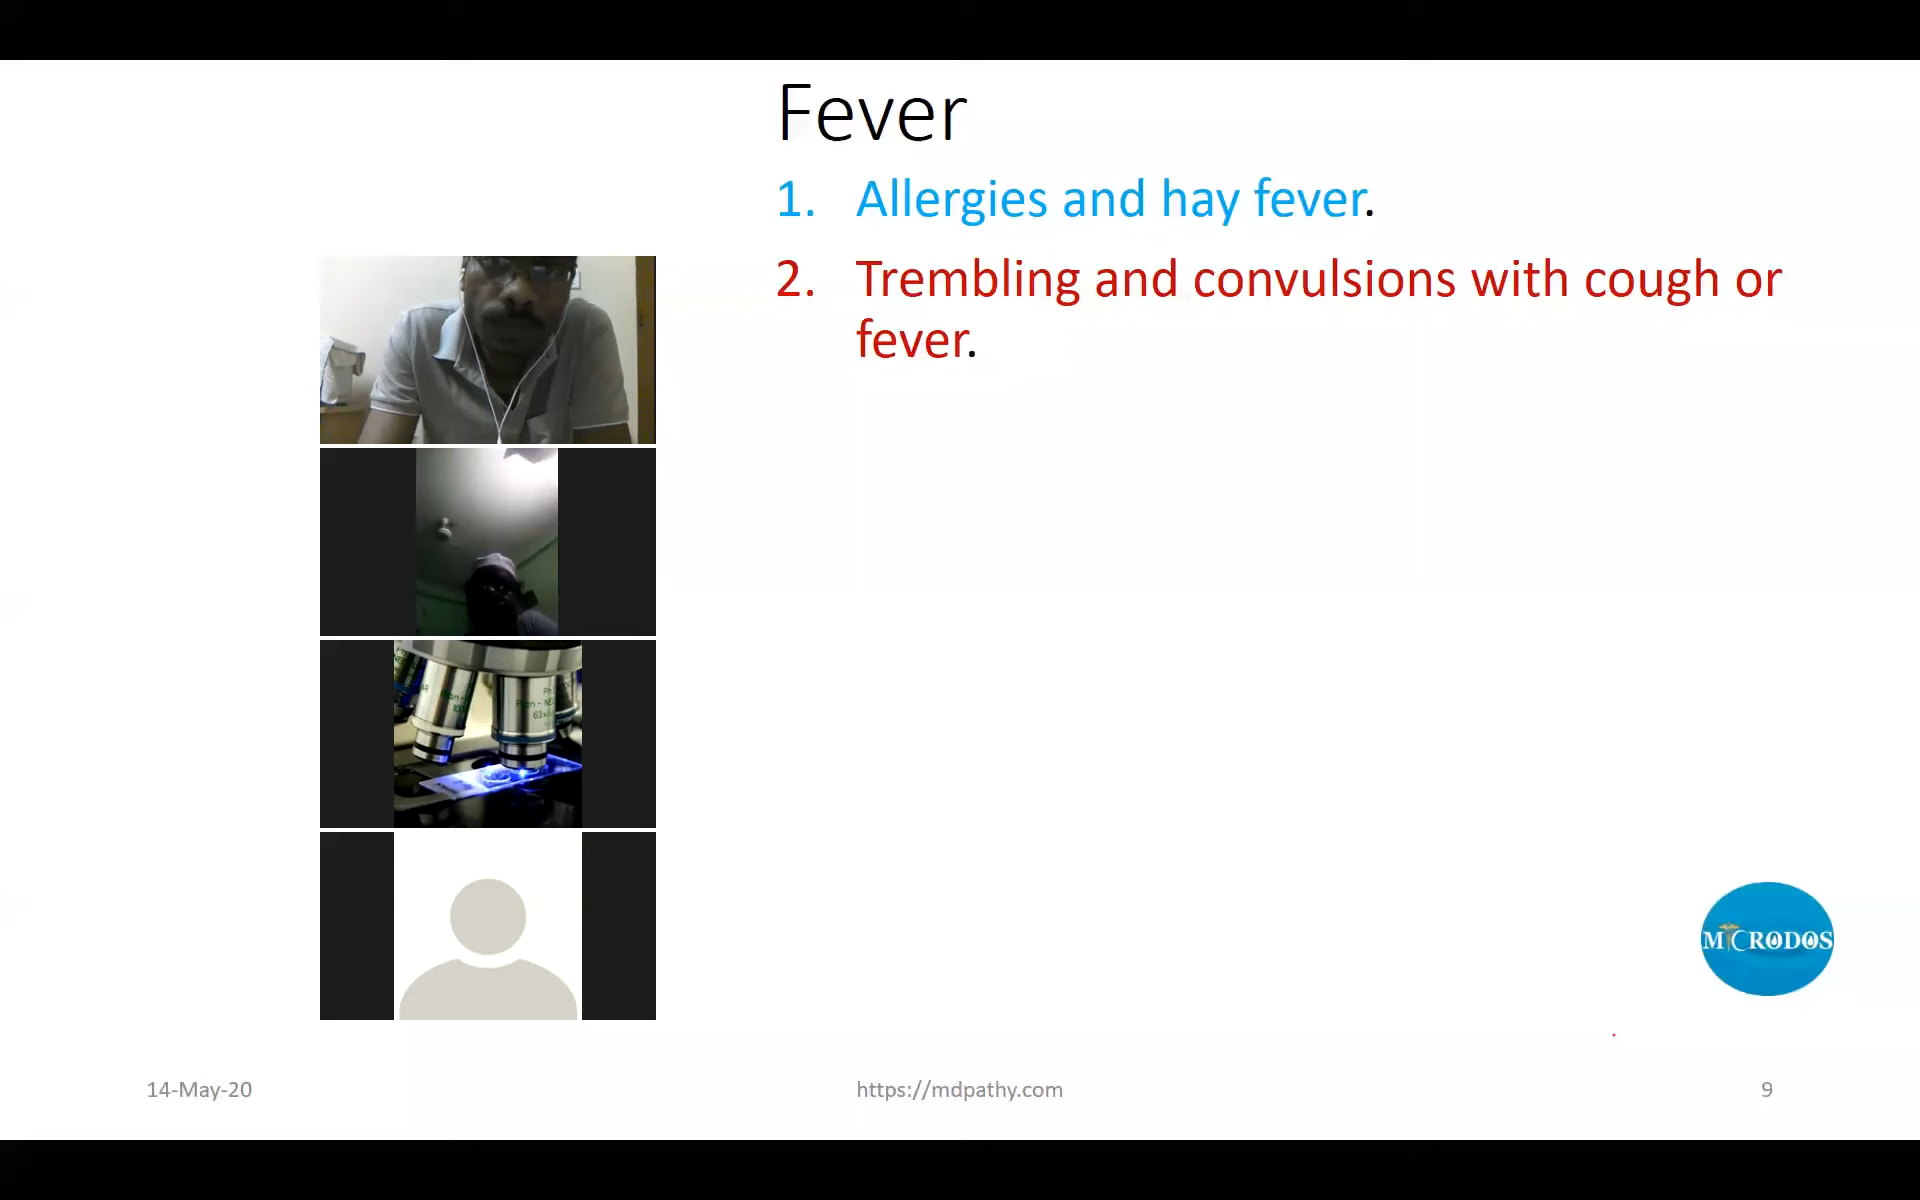 Fever
1. Allergies and hay fever.
2. Trembling and convulsions with cough or
fever.
63x
MICRODOS
14-May-20
https://mdpathy.com
9